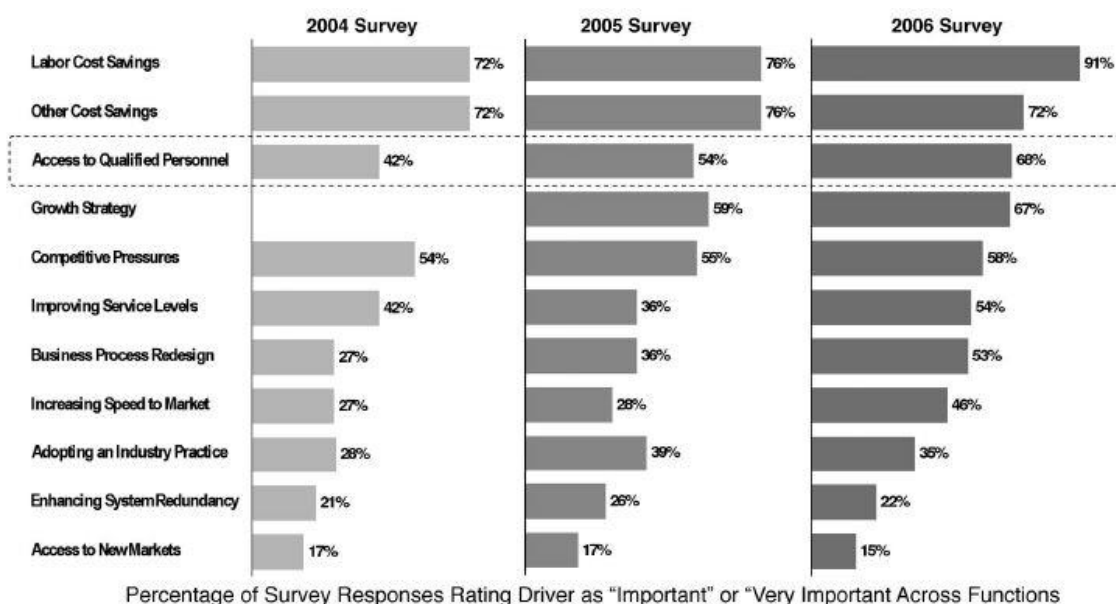 2004 Survey 2005 Survey 2006 Survey
Labor Cost Savings 72% 76% 91%
Other Cost Savings 72% 76% 72%
Access to Qualified Personnel 42% 54% 68%
Growth Strategy 59% 67%
Competitive Pressures 54% 55% 58%
Improving Service Levels 42% 36% 54%
Business Process Redesign 27% 36% 53%
Increasing Speed to Market 27% 28% 46%
Adopting an Industry Practice 28% 39% 35%
Enhancing System Redundancy 21% 26% 22%
Access to New Markets 17% 17% 15%
Percentage of Survey Responses Rating Driver as “Important” or “Very Important Across Functions